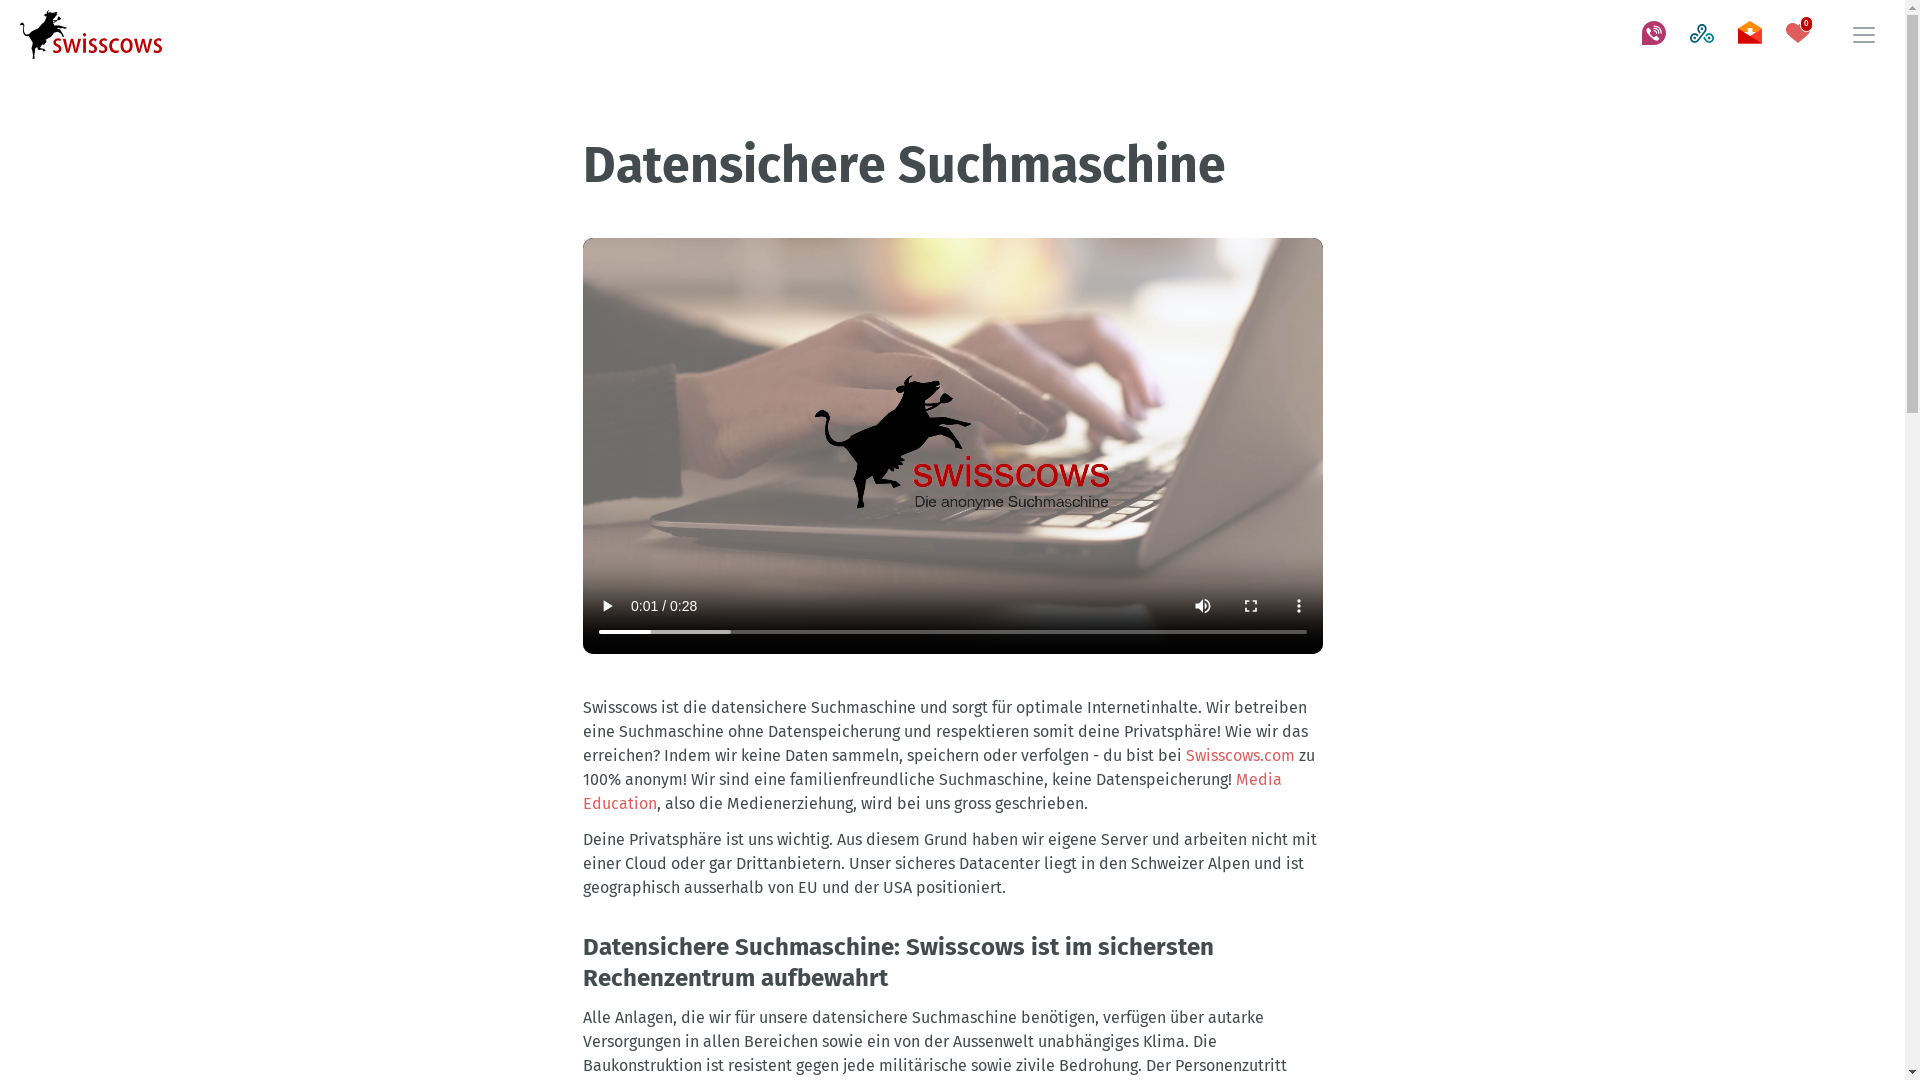 swisscows
0
Datensichere Suchmaschine
swisscows
Die anonyme Suchmaschine
0:01 / 0:28
Swisscows ist die datensichere Suchmaschine und sorgt für optimale Internetinhalte. Wir betreiben
eine Suchmaschine ohne Datenspeicherung und respektieren somit deine Privatsphäre! Wie wir das
erreichen? Indem wir keine Daten sammeln, speichern oder verfolgen - du bist bei Swisscows.com zu
100% anonym! Wir sind eine familienfreundliche Suchmaschine, keine Datenspeicherung! Media
Education, also die Medienerziehung, wird bei uns gross geschrieben.
Deine Privatsphäre ist uns wichtig. Aus diesem Grund haben wir eigene Server und arbeiten nicht mit
einer Cloud oder gar Drittanbietern. Unser sicheres Datacenter liegt in den Schweizer Alpen und ist
geographisch ausserhalb von EU und der USA positioniert.
Datensichere Suchmaschine: Swisscows ist im sichersten
Rechenzentrum aufbewahrt
Alle Anlagen, die wir für unsere datensichere Suchmaschine benötigen, verfügen über autarke
Versorgungen in allen Bereichen sowie ein von der Aussenwelt unabhängiges Klima. Die
Baukonstruktion ist resistent gegen jede militärische sowie zivile Bedrohung. Der Personenzutritt